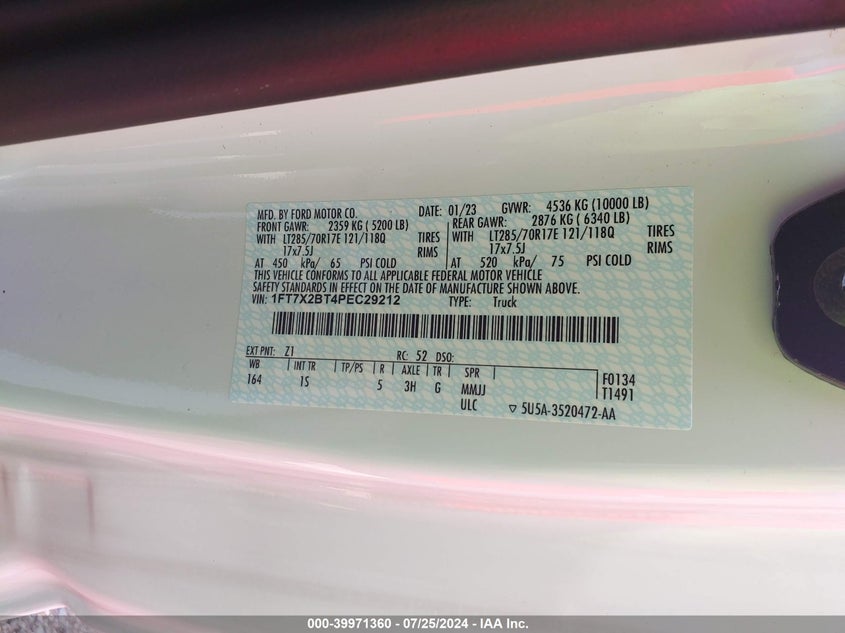 MFD. BY FORD MOTOR CO. DATE: 01/23 GVWR: 4536 KG (10000 LB)
FRONT GAWR: 2359 KG ( 5200 LB) REAR GAWR: 2876 KG ( 6340 LB)
WITH LT285/70R17E 121/118Q TIRES WITH LT285/70R17E 121/118Q TIRES
17x7.5J RIMS 17x7.5J RIMS
AT 450 kPa/ 65 PSI COLD AT 520 kPa/ 75 PSI COLD
THIS VEHICLE CONFORMS TO ALL APPLICABLE FEDERAL MOTOR VEHICLE
SAFETY STANDARDS IN EFFECT ON THE DATE OF MANUFACTURE SHOWN ABOVE.
VIN: 1FT7X2BT4PEC29212 TYPE: Truck
EXT PNT: Z1 RC: 52 DSO:
WB INT TR TP/PS R AXLE TR SPR F0134
164 1S 5 3H G MMJJ T1491
ULC ▽ 5U5A-3520472-AA
000-39971360 - 07/25/2024 - IAA Inc.